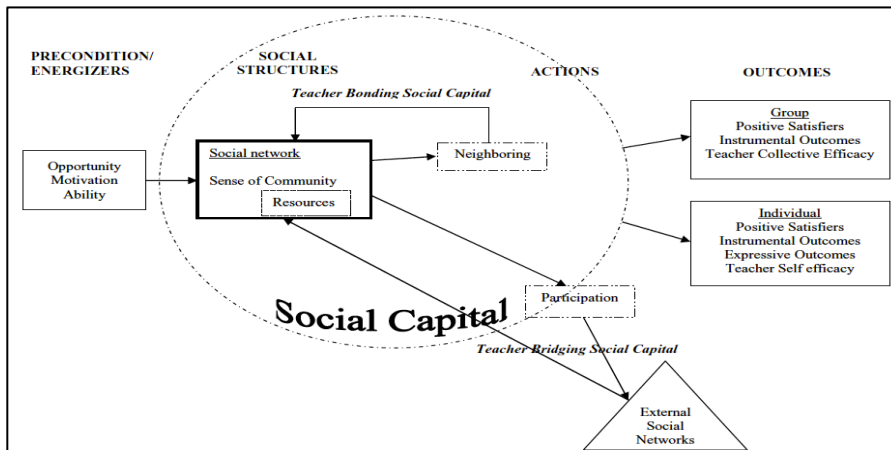 PRECONDITION/
ENERGIZERS
SOCIAL
STRUCTURES
ACTIONS
OUTCOMES
Teacher Bonding Social Capital
Opportunity
Motivation
Ability
Social network
Sense of Community
Resources
Neighboring
Group
Positive Satisfiers
Instrumental Outcomes
Teacher Collective Efficacy
Individual
Positive Satisfiers
Instrumental Outcomes
Expressive Outcomes
Teacher Self efficacy
Participation
Social Capital
Teacher Bridging Social Capital
External
Social
Networks